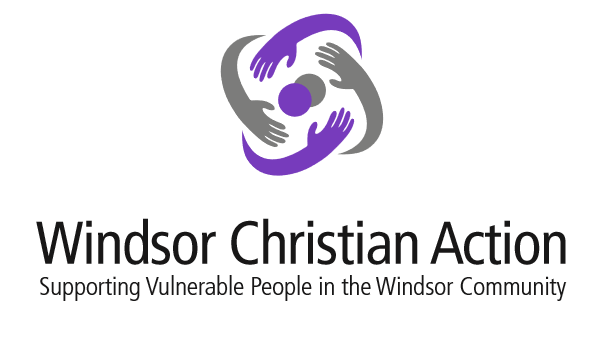 Windsor Christian Action
Supporting Vulnerable People in the Windsor Community